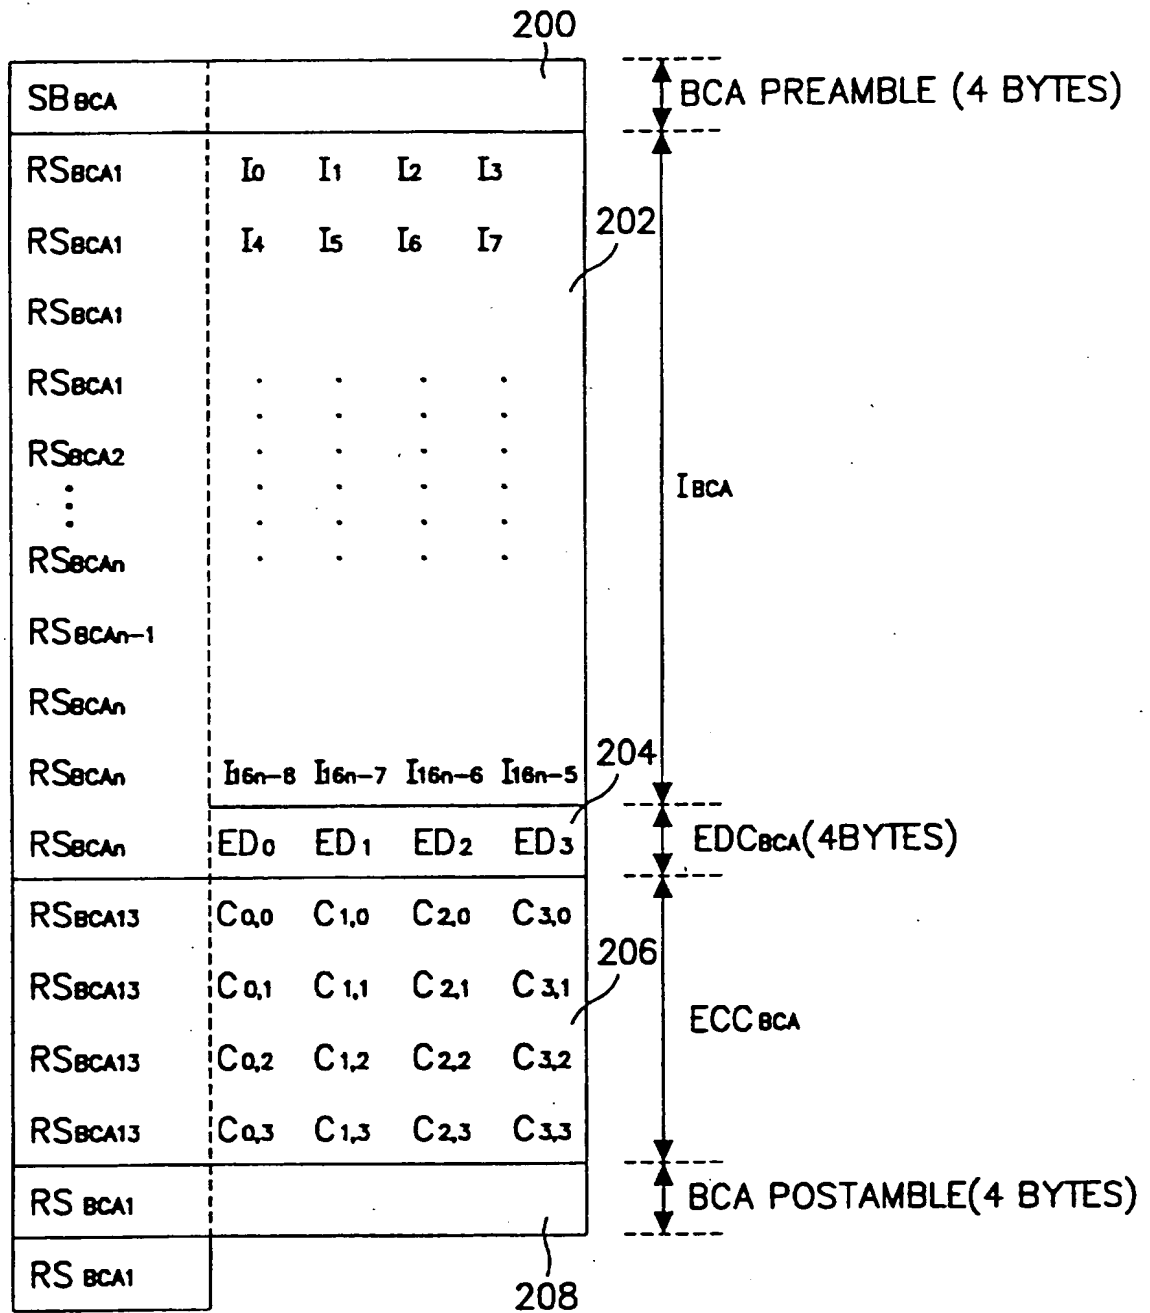 200
SBBCA BCA PREAMBLE (4 BYTES)
RSBCA1 I0 I1 I2 I3
202
RSBCA1 I4 I5 I6 I7
RSBCA1
RSBCA1 . . . .
. . . .
RSBCA2 . . . .
IBCA
⋮ . . . .
. . . .
RSBCAn . . . .
RSBCAn-1
RSBCAn
204
RSBCAn I16n-8 I16n-7 I16n-6 I16n-5
RSBCAn ED0 ED1 ED2 ED3 EDCBCA(4BYTES)
RSBCA13 C0,0 C1,0 C2,0 C3,0
206
RSBCA13 C0,1 C1,1 C2,1 C3,1
ECCBCA
RSBCA13 C0,2 C1,2 C2,2 C3,2
RSBCA13 C0,3 C1,3 C2,3 C3,3
RS BCA1 BCA POSTAMBLE(4 BYTES)
RS BCA1
208